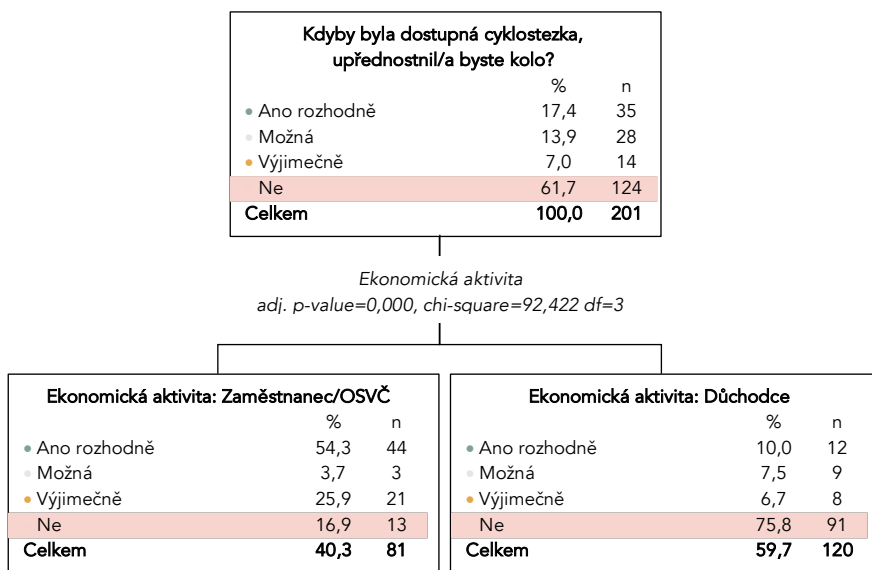 Kdyby byla dostupná cyklostezka,
upřednostnil/a byste kolo?
% n
• Ano rozhodně 17,4 35
• Možná 13,9 28
• Výjimečně 7,0 14
Ne 61,7 124
Celkem 100,0 201
Ekonomická aktivita
adj. p-value=0,000, chi-square=92,422 df=3
Ekonomická aktivita: Zaměstnanec/OSVČ
% n
• Ano rozhodně 54,3 44
• Možná 3,7 3
• Výjimečně 25,9 21
Ne 16,9 13
Celkem 40,3 81
Ekonomická aktivita: Důchodce
% n
• Ano rozhodně 10,0 12
• Možná 7,5 9
• Výjimečně 6,7 8
Ne 75,8 91
Celkem 59,7 120